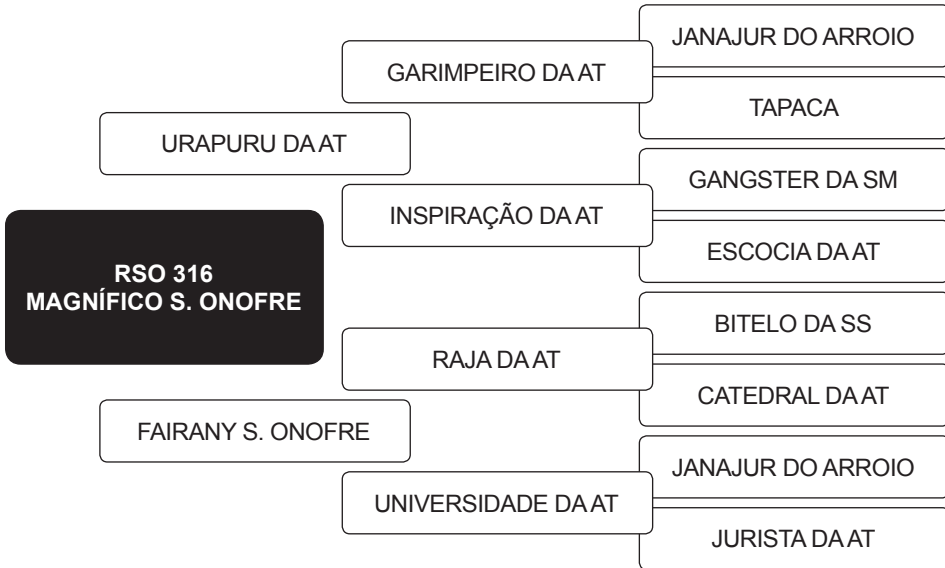 JANAJUR DO ARROIO
GARIMPEIRO DA AT
TAPACA
URAPURU DA AT
GANGSTER DA SM
INSPIRAÇÃO DA AT
ESCOCIA DA AT
RSO 316
MAGNÍFICO S. ONOFRE
BITELO DA SS
RAJA DA AT
CATEDRAL DA AT
FAIRANY S. ONOFRE
JANAJUR DO ARROIO
UNIVERSIDADE DA AT
JURISTA DA AT